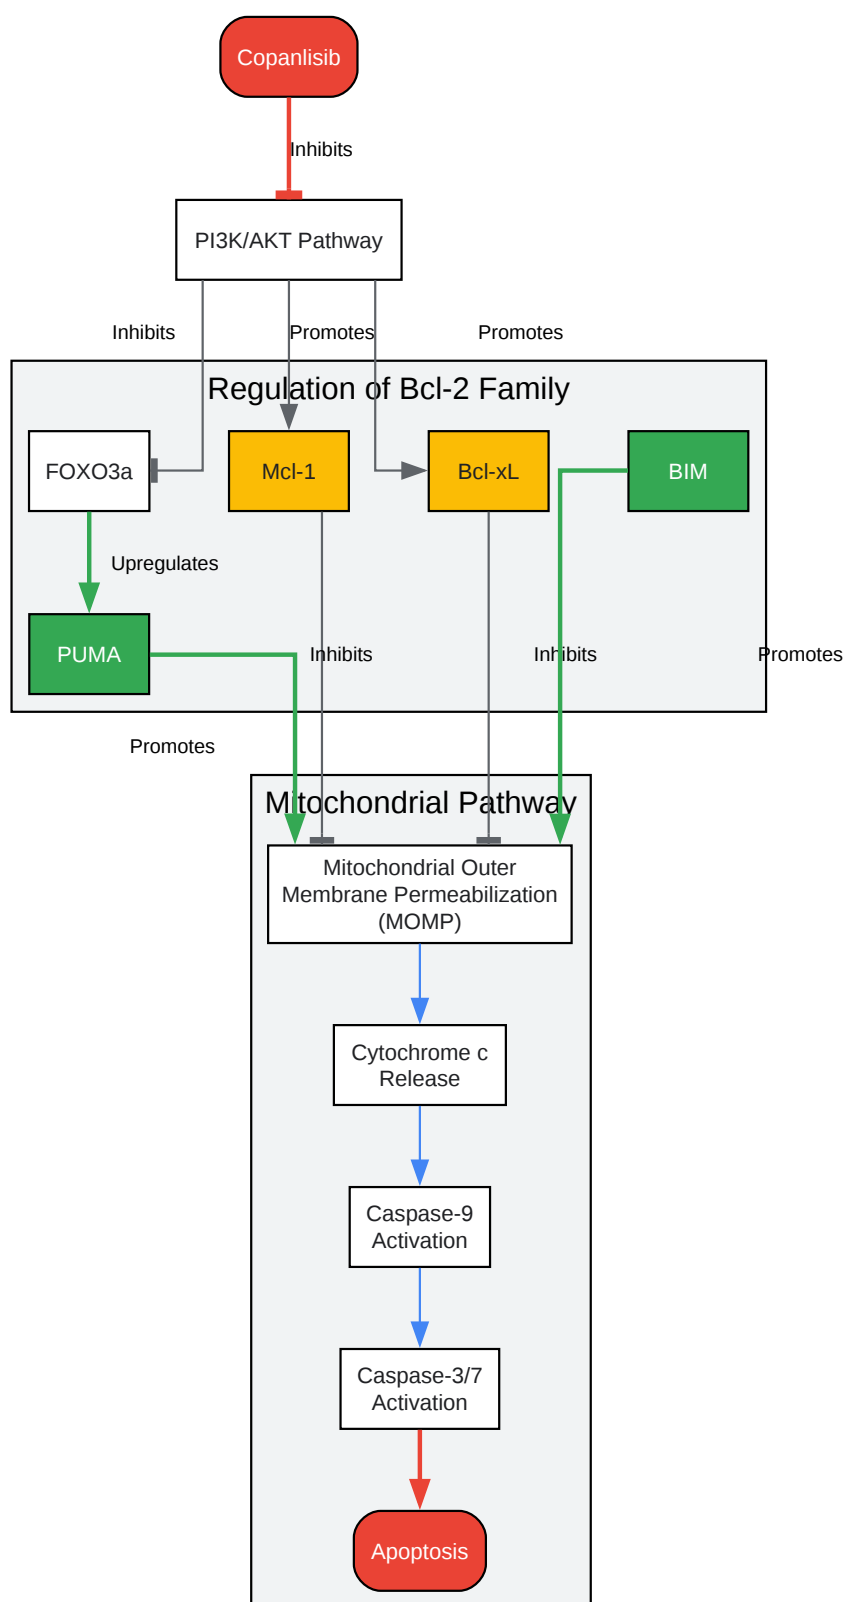 Copanlisib
Inhibits
PI3K/AKT Pathway
Inhibits
Promotes
Promotes
Regulation of Bcl-2 Family
FOXO3a
Mcl-1
Bcl-xL
BIM
Upregulates
PUMA
Inhibits
Inhibits
Promotes
Promotes
Mitochondrial Pathway
Mitochondrial Outer
Membrane Permeabilization
(MOMP)
Cytochrome c
Release
Caspase-9
Activation
Caspase-3/7
Activation
Apoptosis